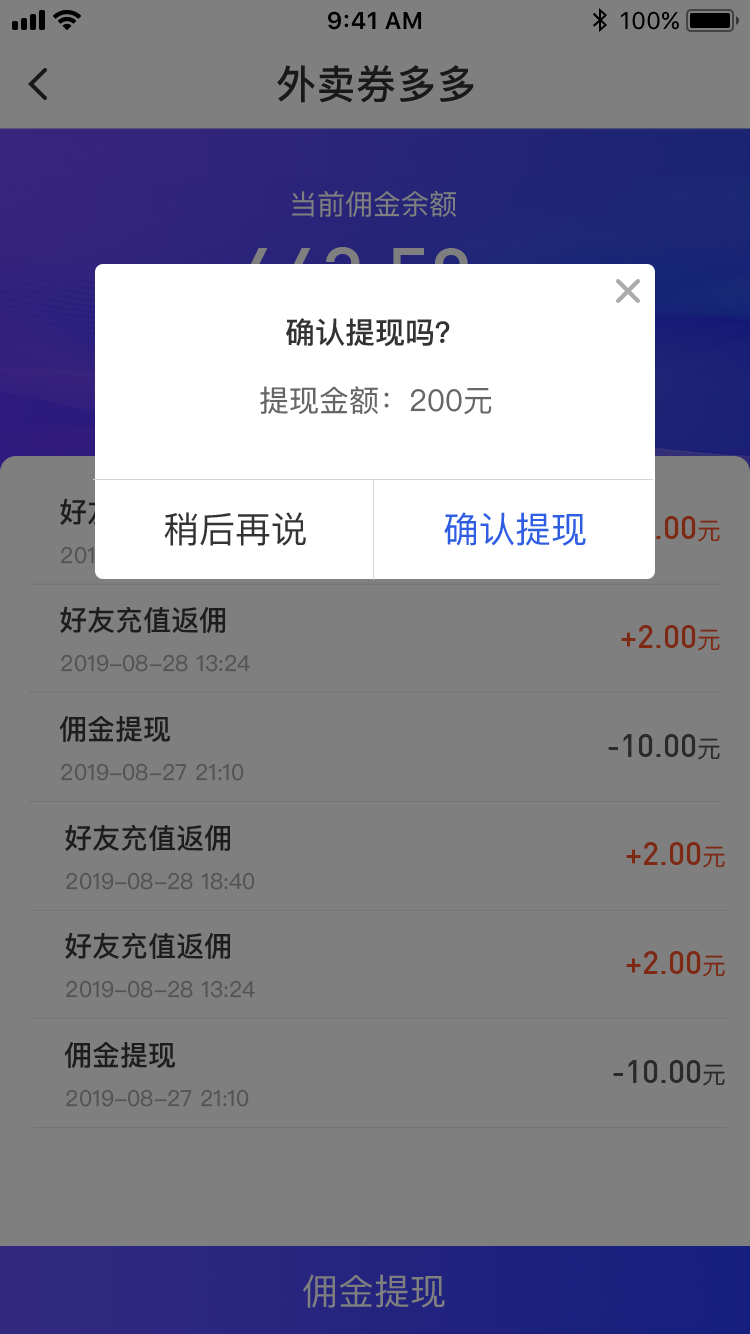 9:41 AM 100%
外卖券多多
当前佣金余额
确认提现吗?
提现金额：200元
稍后再说 确认提现
好
201
.00元
好友充值返佣
+2.00元
2019-08-28 13:24
佣金提现
-10.00元
2019-08-27 21:10
好友充值返佣
+2.00元
2019-08-28 18:40
好友充值返佣
+2.00元
2019-08-28 13:24
佣金提现
-10.00元
2019-08-27 21:10
佣金提现